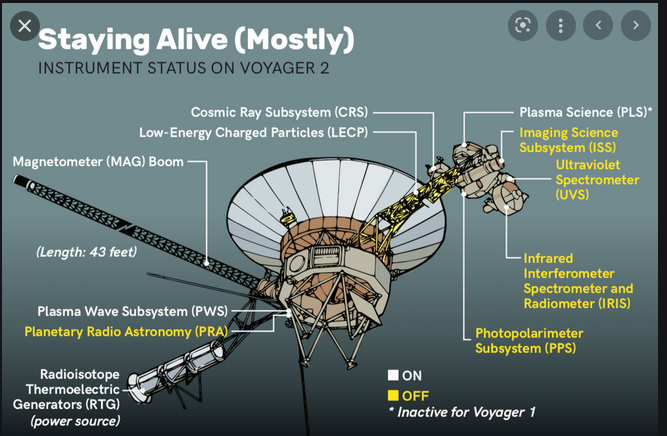 Staying Alive (Mostly)
INSTRUMENT STATUS ON VOYAGER 2
Cosmic Ray Subsystem (CRS)
Low-Energy Charged Particles (LECP)
Magnetometer (MAG) Boom
(Length: 43 feet)
Plasma Wave Subsystem (PWS)
Planetary Radio Astronomy (PRA)
Radioisotope
Thermoelectric
Generators (RTG)
(power source)
Plasma Science (PLS)*
Imaging Science
Subsystem (ISS)
Ultraviolet
Spectrometer
(UVS)
Infrared
Interferometer
Spectrometer and
Radiometer (IRIS)
Photopolarimeter
Subsystem (PPS)
ON
OFF
* Inactive for Voyager 1